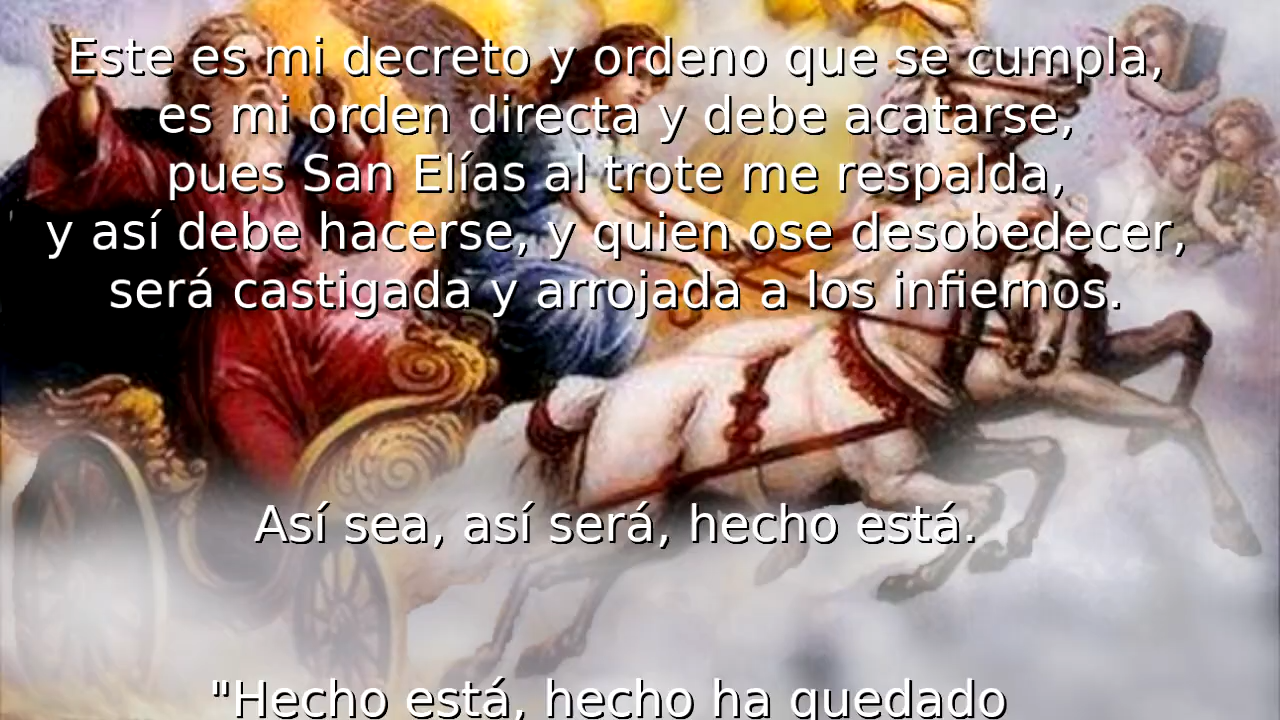 Este es mi decreto y ordeno que se cumpla,
es mi orden directa y debe acatarse,
pues San Elías al trote me respalda,
y así debe hacerse, y quien ose desobedecer,
será castigada y arrojada a los infiernos.
Así sea, así será, hecho está.
"Hecho está, hecho ha quedado